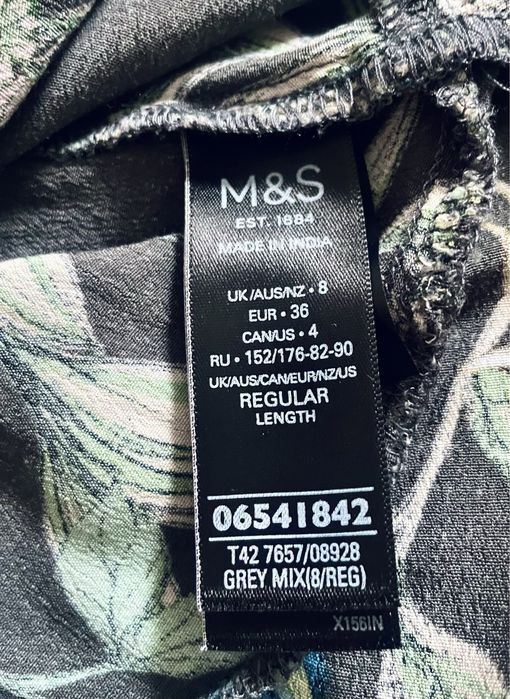 M&S
EST. 1884
MADE IN INDIA
UK/AUS/NZ • 8
EUR • 36
CAN/US • 4
RU • 152/176-82-90
UK/AUS/CAN/EUR/NZ/US
REGULAR
LENGTH
06541842
T42 7657/08928
GREY MIX(8/REG)
X156IN